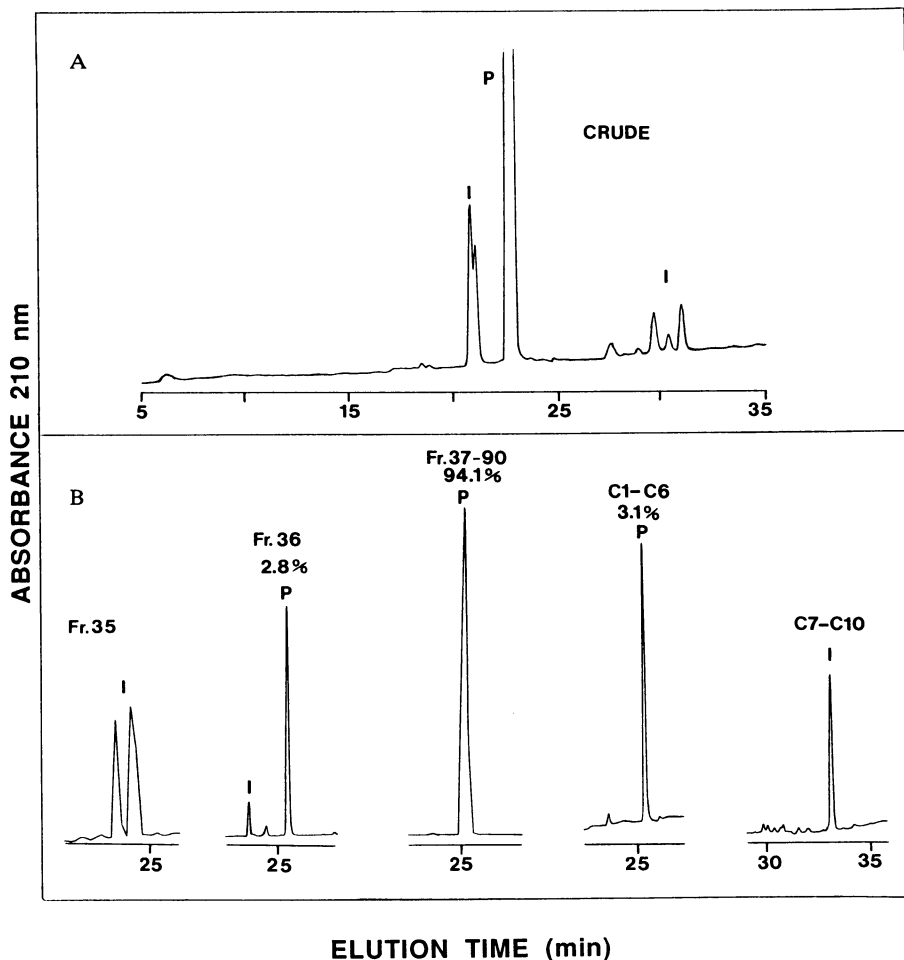 A
P
CRUDE
I
I
5
15
25
35
ABSORBANCE 210 nm
B
Fr.37-90
94.1%
P
C1-C6
3.1%
P
Fr.36
2.8%
P
Fr.35
I
C7-C10
I
I
25
25
25
25
30
35
ELUTION TIME (min)